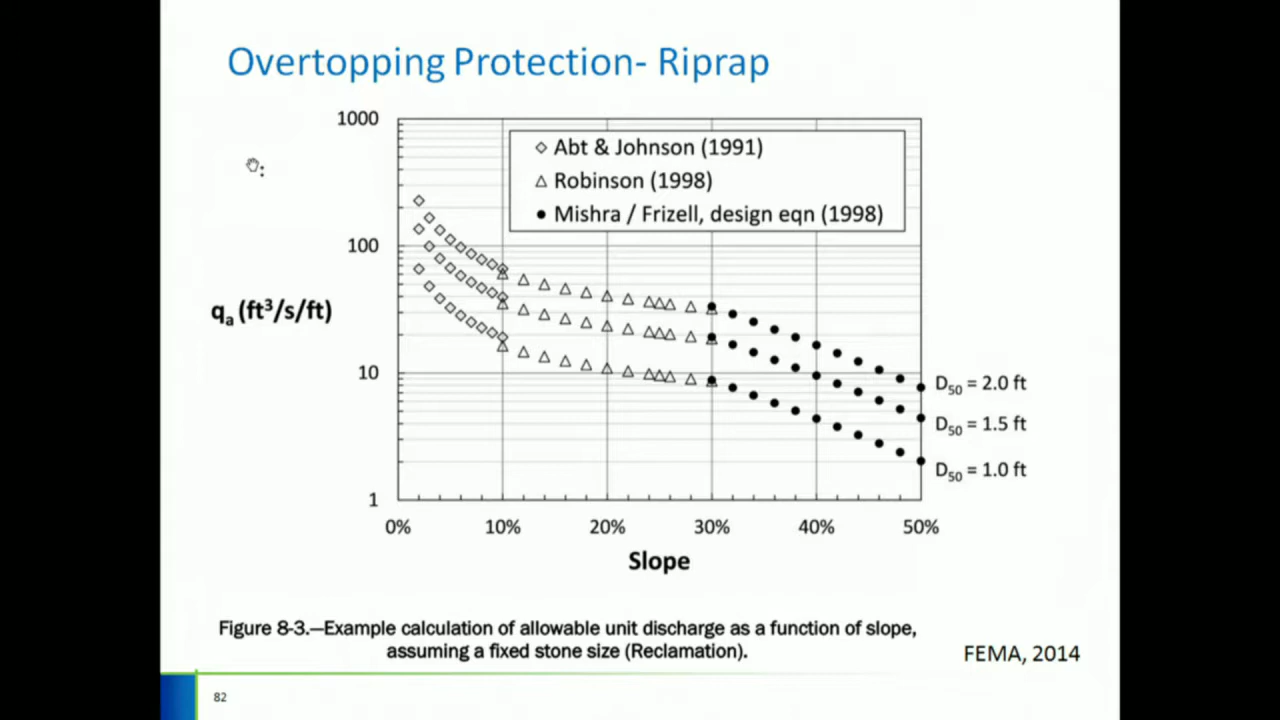 Overtopping Protection- Riprap
1000
100
10
1
qa (ft³/s/ft)
◇ Abt & Johnson (1991)
△ Robinson (1998)
● Mishra / Frizell, design eqn (1998)
D50 = 2.0 ft
D50 = 1.5 ft
D50 = 1.0 ft
0% 10% 20% 30% 40% 50%
Slope
Figure 8-3.—Example calculation of allowable unit discharge as a function of slope,
assuming a fixed stone size (Reclamation).
FEMA, 2014
82